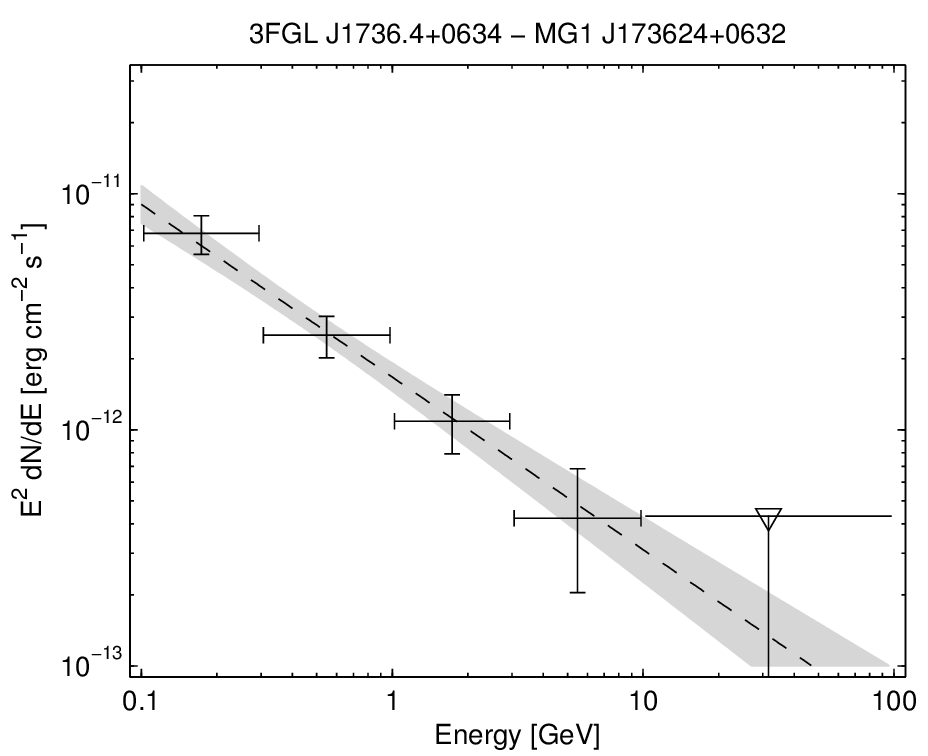 3FGL J1736.4+0634 − MG1 J173624+0632
E² dN/dE [erg cm⁻² s⁻¹]
10⁻¹¹
10⁻¹²
10⁻¹³
0.1 1 10 100
Energy [GeV]